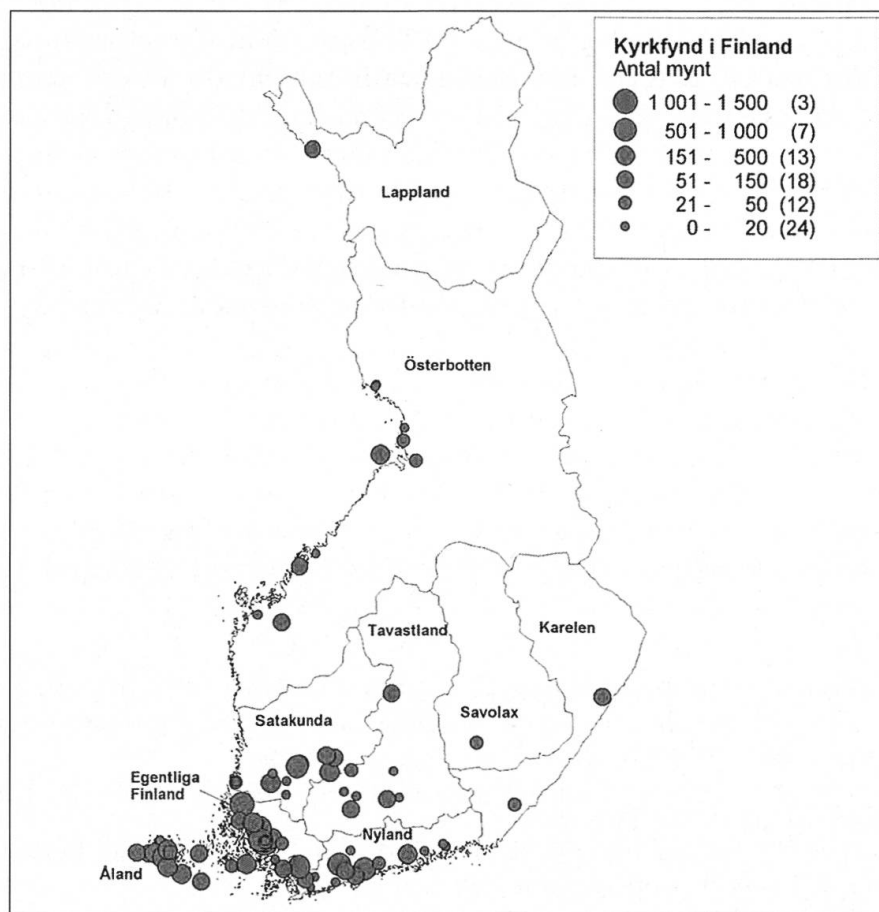 Kyrkfynd i Finland
Antal mynt
1 001 - 1 500 (3)
501 - 1 000 (7)
151 - 500 (13)
51 - 150 (18)
21 - 50 (12)
0 - 20 (24)
Lappland
Österbotten
Tavastland
Karelen
Satakunda
Savolax
Egentliga
Finland
Nyland
Åland